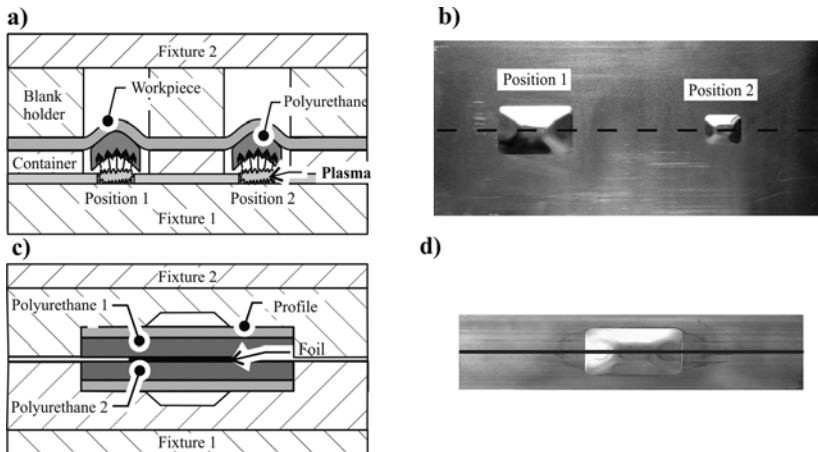 a)
Fixture 2
Blank
holder
Workpiece
Polyurethane
Container
Plasma
Position 1
Position 2
Fixture 1
b)
Position 1
Position 2
c)
Fixture 2
Polyurethane 1
Profile
Foil
Polyurethane 2
Fixture 1
d)